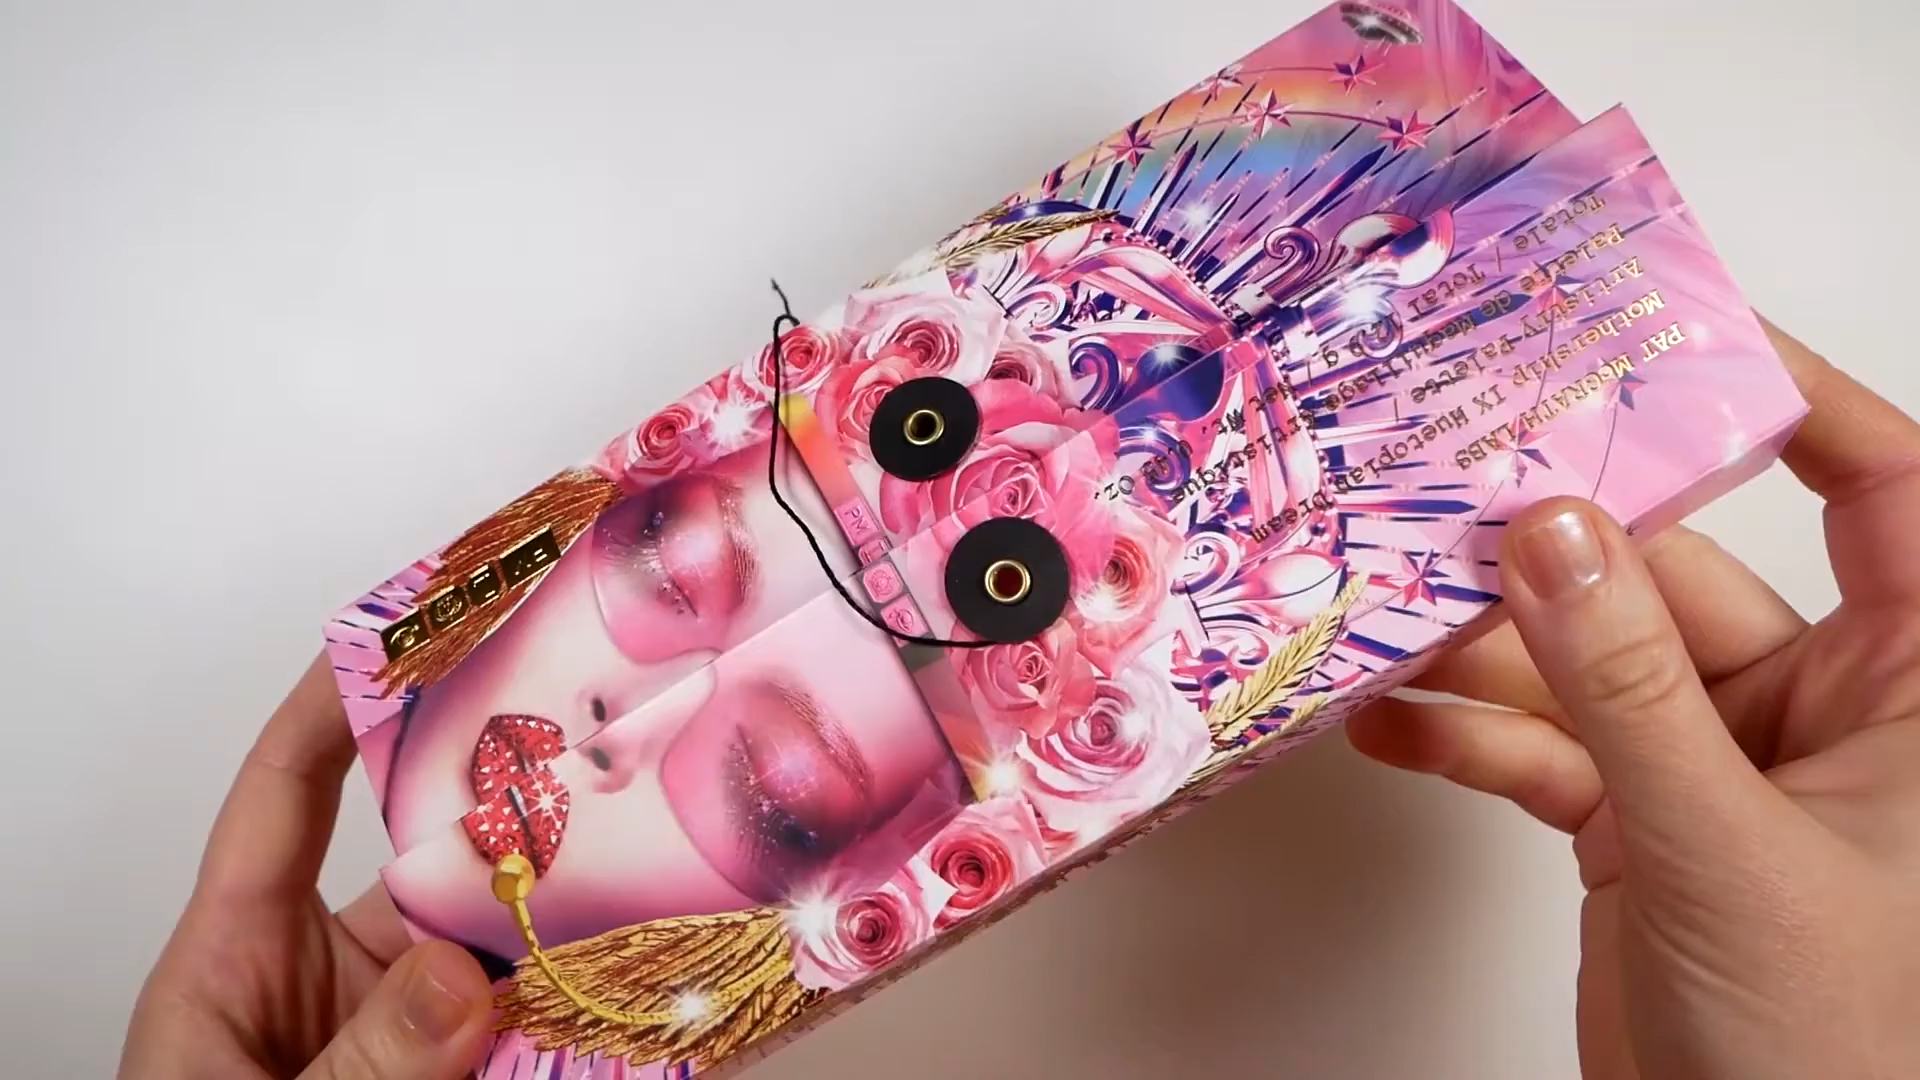 PAT McGRATH LABS
Mothership IX Huetopian Dream
Artistry Palette /
Palette de Maquillage Artistique
Totale / Total 12.9 g Net Wt. 0.45 Oz.
PM